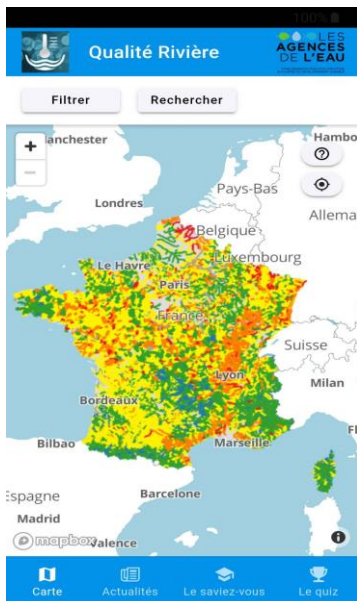 100%
Qualité Rivière
LES
AGENCES
DE L'EAU
Filtrer
Rechercher
+
anchester
Hambo
Pays-Bas
Londres
Allema
Belgique
Luxembourg
Le Havre
Paris
France
Suisse
Lyon
Milan
Bordeaux
Bilbao
Marseille
Fl
Espagne
Barcelone
Madrid
mapbox
Valence
Carte
Actualités
Le saviez-vous
Le quiz